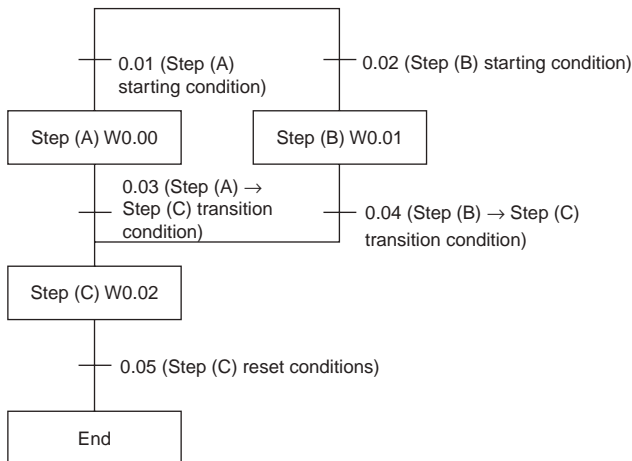 0.01 (Step (A)
starting condition)
0.02 (Step (B) starting condition)
Step (A) W0.00
Step (B) W0.01
0.03 (Step (A) →
Step (C) transition
condition)
0.04 (Step (B) → Step (C)
transition condition)
Step (C) W0.02
0.05 (Step (C) reset conditions)
End